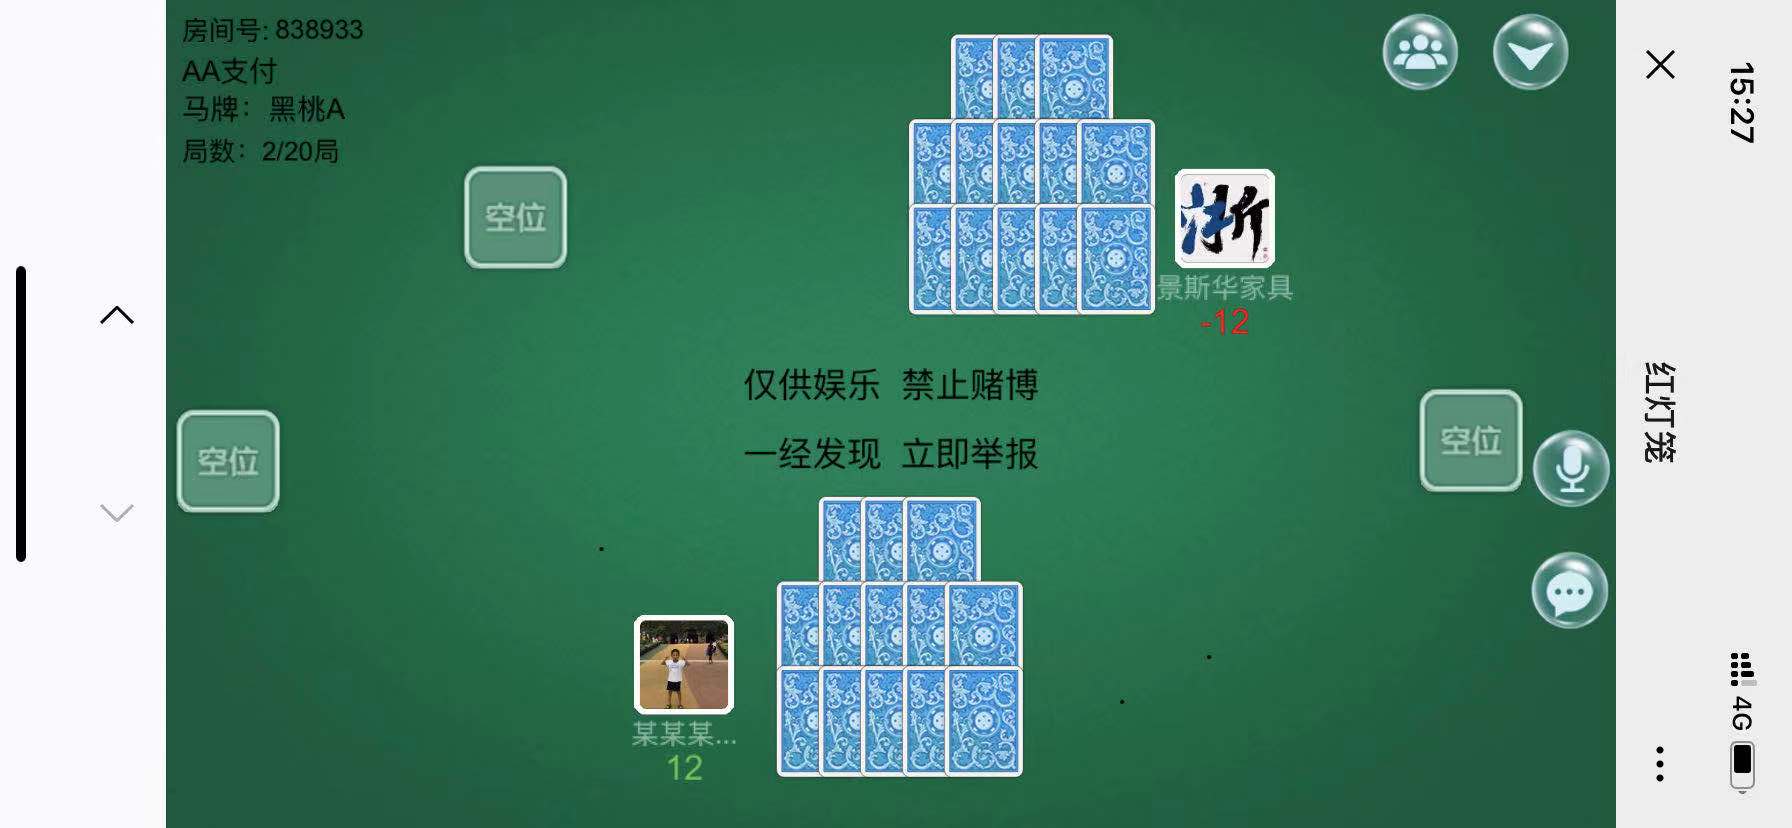 房间号: 838933
AA支付
马牌：黑桃A
局数：2/20局
空位
浙
景斯华家具
-12
仅供娱乐 禁止赌博
一经发现 立即举报
空位
空位
某某某...
12
15:27
红灯笼
4G